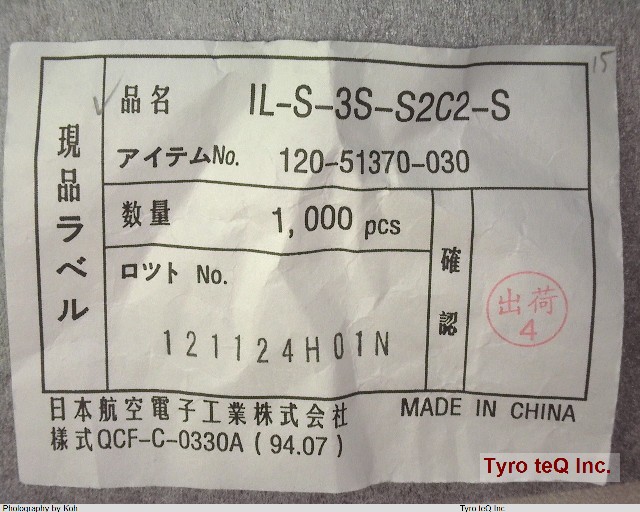 15
現品ラベル
品名 IL-S-3S-S2C2-S
アイテムNo. 120-51370-030
数量 1,000 pcs
確認
出荷
4
ロツト No.
121124H01N
日本航空電子工業株式会社 MADE IN CHINA
様式QCF-C-0330A ( 94.07 )
Tyro teQ Inc.
Photography by Koh Tyro teQ Inc